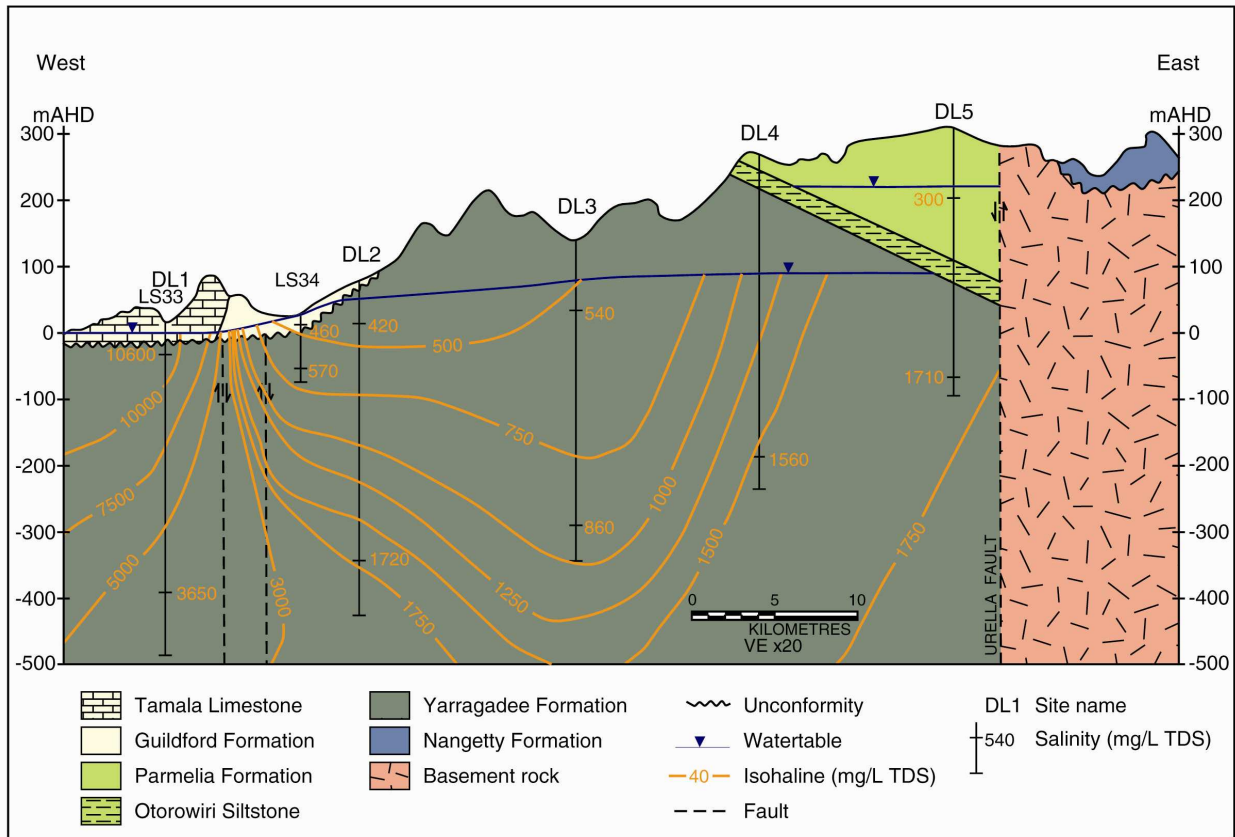 West
East
mAHD
mAHD
300
200
100
0
-100
-200
-300
-400
-500
300
200
100
0
-100
-200
-300
-400
-500
DL1
LS33
LS34
DL2
DL3
DL4
DL5
10600
3650
460
570
420
1720
540
860
1560
300
1710
10000
7500
5000
3000
1750
1250
500
750
1000
1500
1750
URELLA FAULT
0 5 10
KILOMETRES
VE x20
Tamala Limestone
Guildford Formation
Parmelia Formation
Otorowiri Siltstone
Yarragadee Formation
Nangetty Formation
Basement rock
Unconformity
Watertable
40 Isohaline (mg/L TDS)
Fault
DL1 Site name
540 Salinity (mg/L TDS)